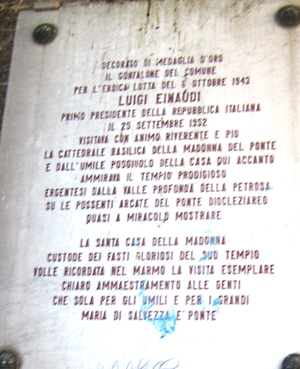 DECORATO DI MEDAGLIA D'ORO
IL GONFALONE DEL COMUNE
PER L'EROICA LOTTA DEL 6 OTTOBRE 1943
LUIGI EINAUDI
PRIMO PRESIDENTE DELLA REPUBBLICA ITALIANA
IL 25 SETTEMBRE 1952
VISITAVA CON ANIMO RIVERENTE E PIO
LA CATTEDRALE BASILICA DELLA MADONNA DEL PONTE
E DALL'UMILE POGGIUOLO DELLA CASA QUI ACCANTO
AMMIRAVA IL TEMPIO PRODIGIOSO
ERGENTESI DALLA VALLE PROFONDA DELLA PETROSA
SU LE POSSENTI ARCATE DEL PONTE DIOCLEZIANEO
QUASI A MIRACOLO MOSTRARE
LA SANTA CASA DELLA MADONNA
CUSTODE DEI FASTI GLORIOSI DEL SUO TEMPIO
VOLLE RICORDATA NEL MARMO LA VISITA ESEMPLARE
CHIARO AMMAESTRAMENTO ALLE GENTI
CHE SOLA PER GLI UMILI E PER I GRANDI
MARIA DI SALVEZZA E' PONTE